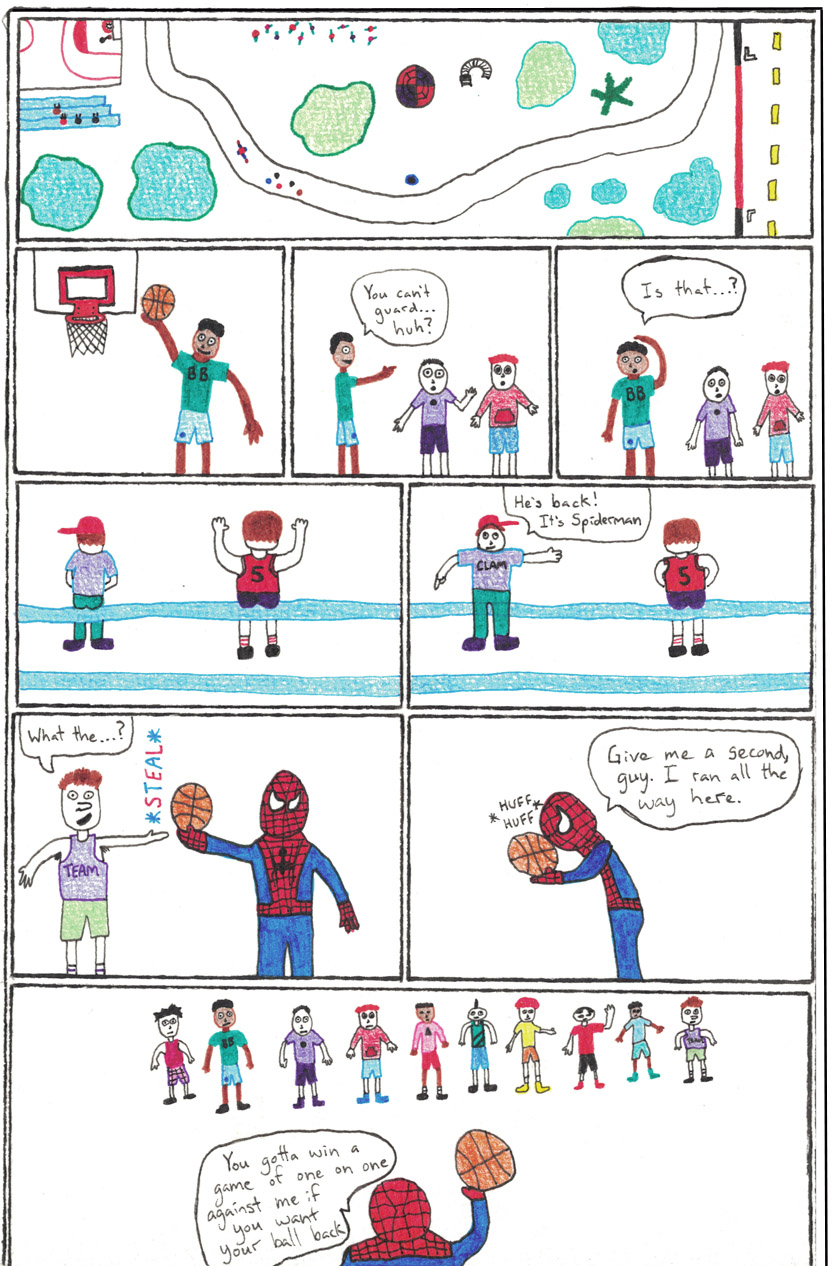 BB
You can't
guard...
huh?
Is that...?
BB
5
He's back!
It's Spiderman
CLAM
5
What the...?
*STEAL*
TEAM
Give me a second,
guy. I ran all the
way here.
*HUFF*
*HUFF*
BB
A
TEAM
You gotta win a
game of one on one
against me if
you want
your ball back